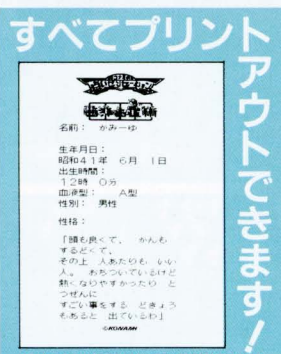 すべてプリント
アウトできます!
名前： かみーゆ
生年月日：
昭和４１年 ６月 １日
出生時間：
１２時 ０分
血液型： Ａ型
性別： 男性
性格：
「頭も良くて、 かんも
するどくて、
その上 人あたりも いい
人。 おちついているけど
熱くなりやすかったり と
つぜんに
すごい事をする どきょう
もあると 出ているわ」
©KONAMI